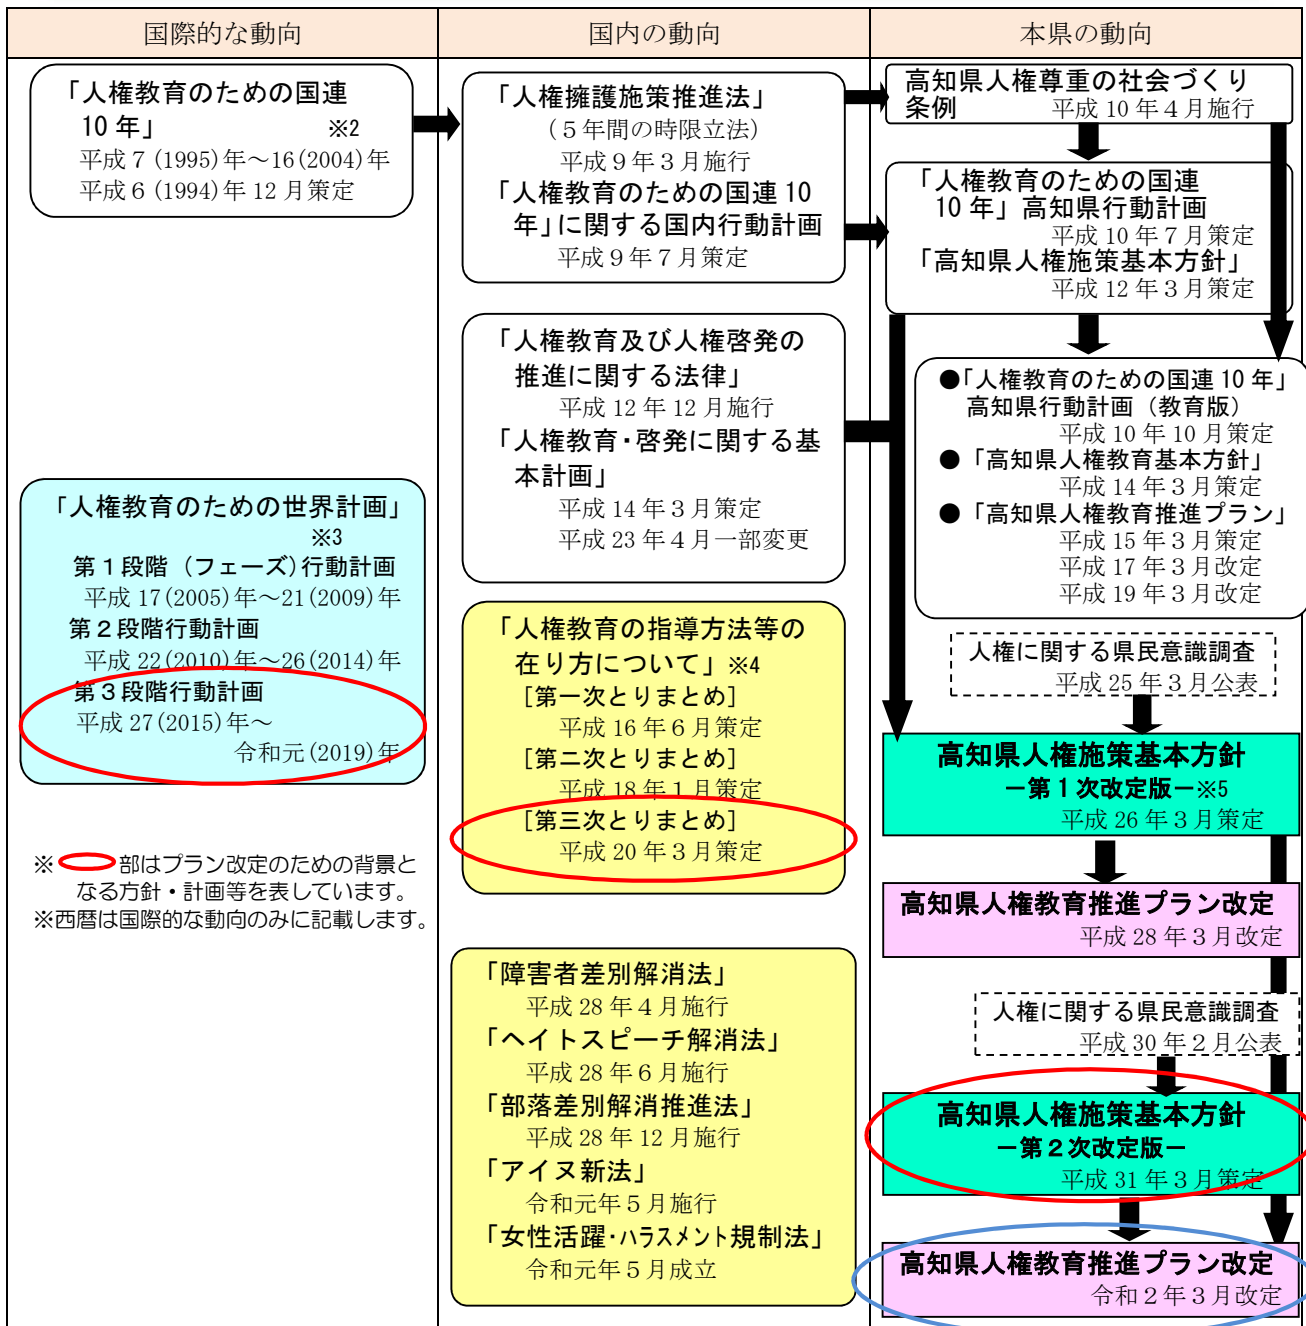 国際的な動向
国内の動向
本県の動向
「人権教育のための国連
10年」 ※2
平成7(1995)年～16(2004)年
平成6(1994)年12月策定
「人権教育のための世界計画」
※3
第1段階（フェーズ）行動計画
平成17(2005)年～21(2009)年
第2段階行動計画
平成22(2010)年～26(2014)年
第3段階行動計画
平成27(2015)年～
令和元(2019)年
※ 部はプラン改定のための背景と
なる方針・計画等を表しています。
※西暦は国際的な動向のみに記載します。
「人権擁護施策推進法」
（5年間の時限立法）
平成9年3月施行
「人権教育のための国連10
年」に関する国内行動計画
平成9年7月策定
「人権教育及び人権啓発の
推進に関する法律」
平成12年12月施行
「人権教育・啓発に関する基
本計画」
平成14年3月策定
平成23年4月一部変更
「人権教育の指導方法等の
在り方について」※4
[第一次とりまとめ]
平成16年6月策定
[第二次とりまとめ]
平成18年1月策定
[第三次とりまとめ]
平成20年3月策定
「障害者差別解消法」
平成28年4月施行
「ヘイトスピーチ解消法」
平成28年6月施行
「部落差別解消推進法」
平成28年12月施行
「アイヌ新法」
令和元年5月施行
「女性活躍・ハラスメント規制法」
令和元年5月成立
高知県人権尊重の社会づくり
条例 平成10年4月施行
「人権教育のための国連
10年」高知県行動計画
平成10年7月策定
「高知県人権施策基本方針」
平成12年3月策定
●「人権教育のための国連10年」
高知県行動計画（教育版）
平成10年10月策定
●「高知県人権教育基本方針」
平成14年3月策定
●「高知県人権教育推進プラン」
平成15年3月策定
平成17年3月改定
平成19年3月改定
人権に関する県民意識調査
平成25年3月公表
高知県人権施策基本方針
－第1次改定版－※5
平成26年3月策定
高知県人権教育推進プラン改定
平成28年3月改定
人権に関する県民意識調査
平成30年2月公表
高知県人権施策基本方針
－第2次改定版－
平成31年3月策定
高知県人権教育推進プラン改定
令和2年3月改定